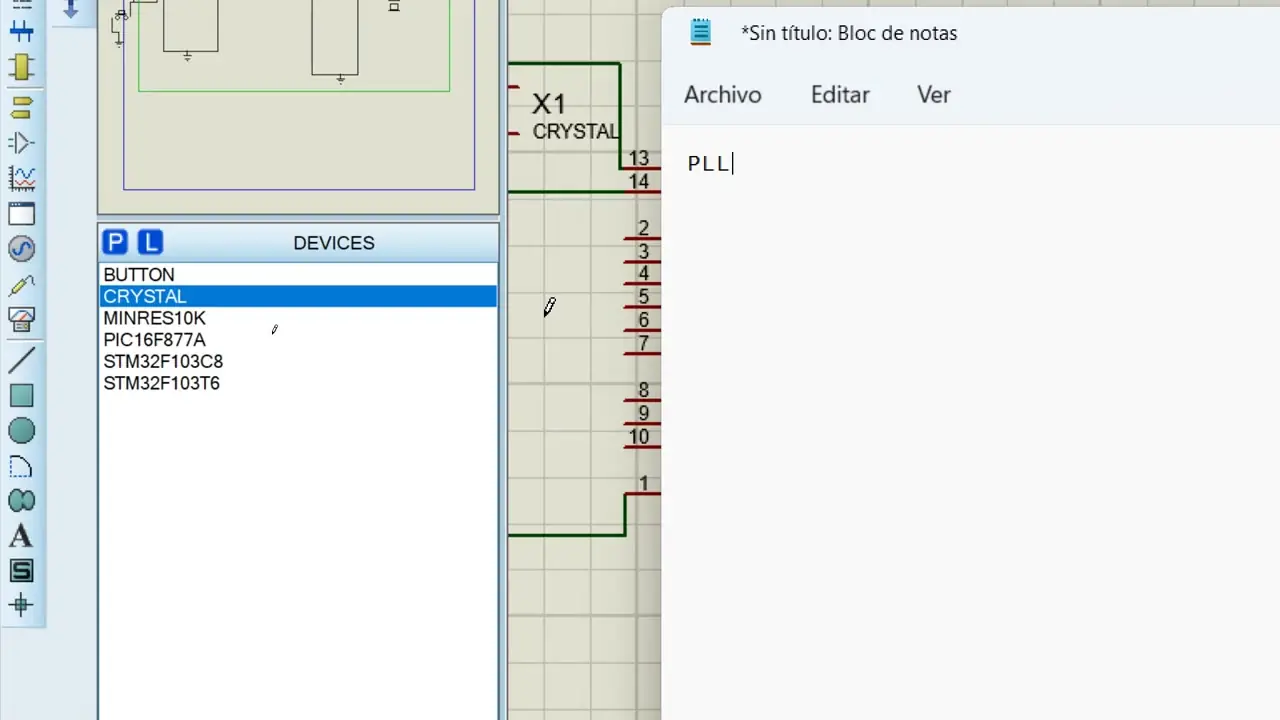 *Sin título: Bloc de notas
Archivo
Editar
Ver
PLL
X1
CRYSTAL
13
14
2
3
4
5
6
7
8
9
10
1
P
L
DEVICES
BUTTON
CRYSTAL
MINRES10K
PIC16F877A
STM32F103C8
STM32F103T6
A
S